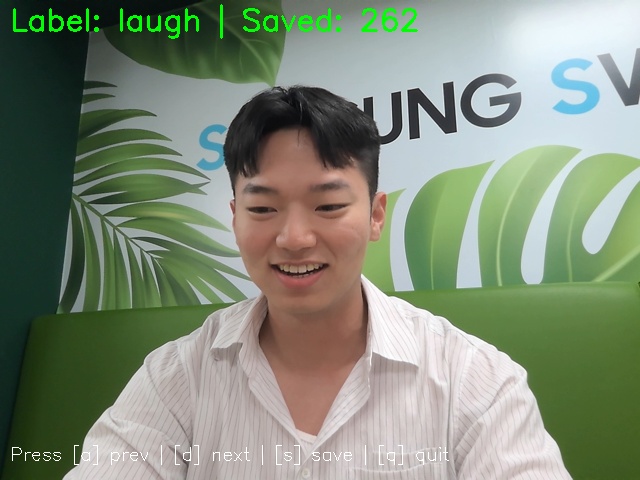 Label: laugh | Saved: 262
S UNG SW
Press [a] prev | [d] next | [s] save | [q] quit